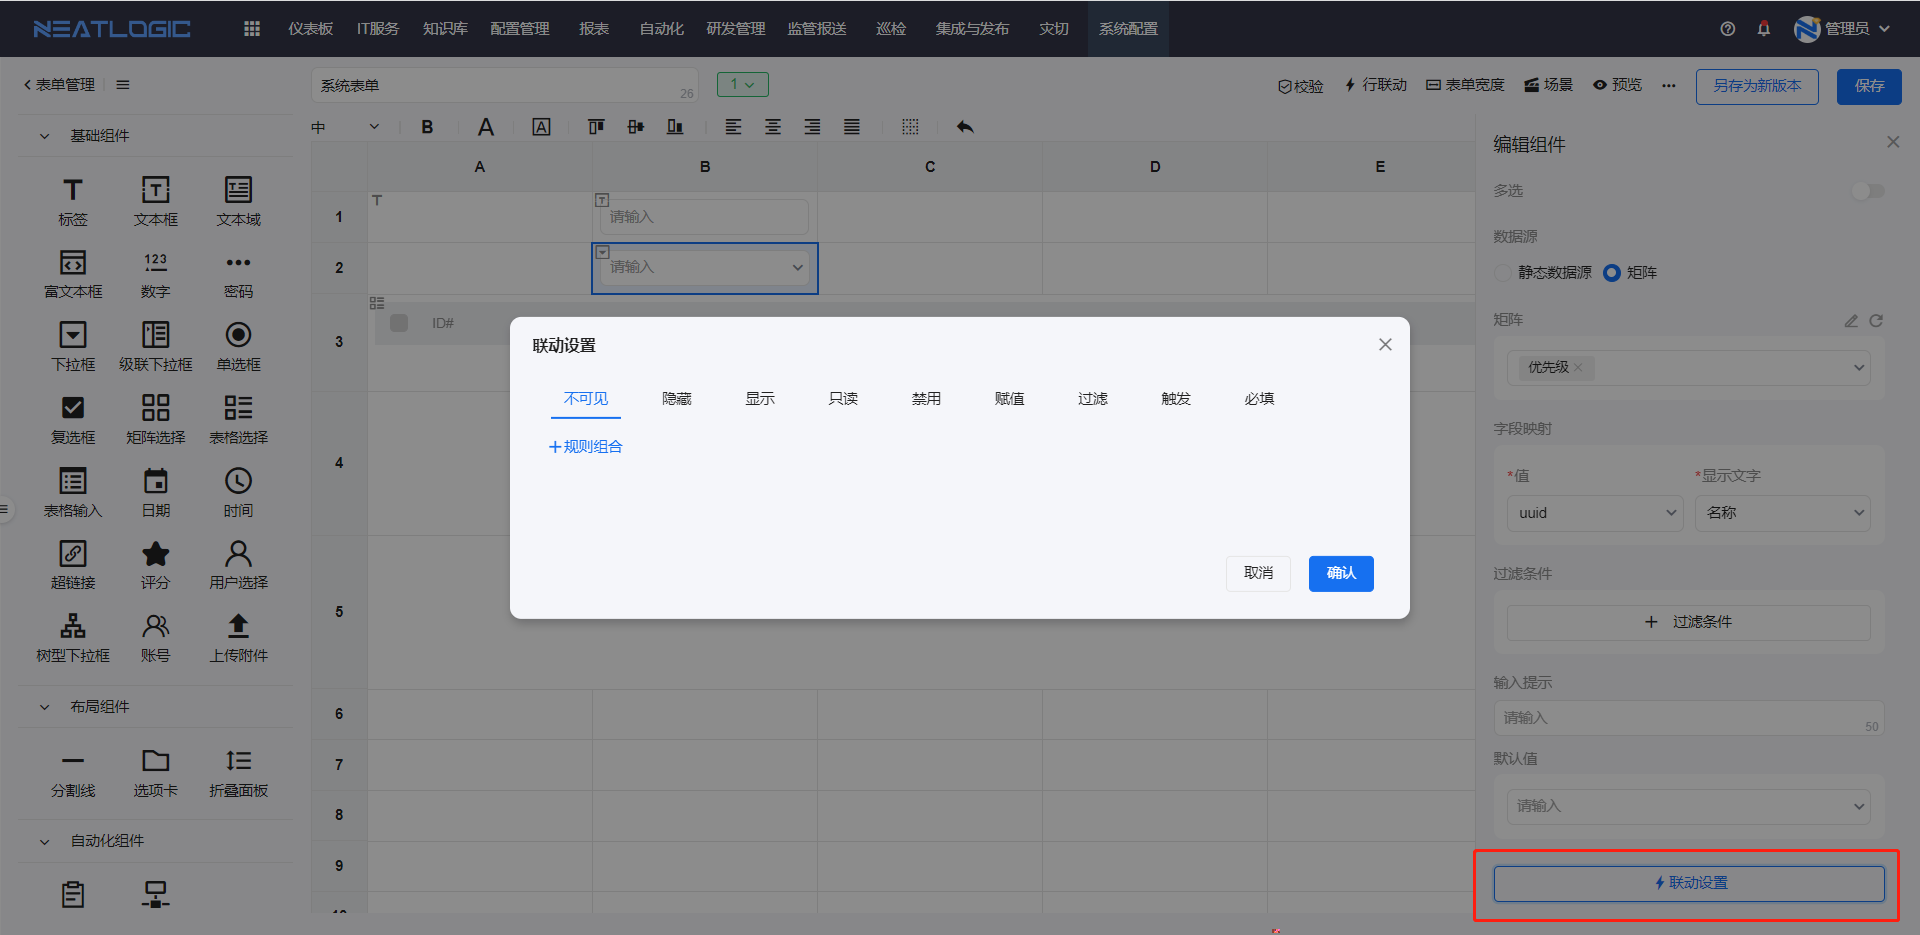 NEATLOGIC 仪表板 IT服务 知识库 配置管理 报表 自动化 研发管理 监管报送 巡检 集成与发布 灾切 系统配置 管理员
表单管理 系统表单 26 1 校验 行联动 表单宽度 场景 预览 另存为新版本 保存
中 B A A
基础组件
标签 文本框 文本域
富文本框 数字 密码
下拉框 级联下拉框 单选框
复选框 矩阵选择 表格选择
表格输入 日期 时间
超链接 评分 用户选择
树型下拉框 账号 上传附件
布局组件
分割线 选项卡 折叠面板
自动化组件
A B C D E
1 请输入
2 请输入
3 ID#
4
5
6
7
8
9
10
联动设置
不可见 隐藏 显示 只读 禁用 赋值 过滤 触发 必填
+规则组合
取消 确认
编辑组件
多选
数据源
静态数据源 矩阵
矩阵
优先级
字段映射
*值 *显示文字
uuid 名称
过滤条件
+ 过滤条件
输入提示
请输入 50
默认值
请输入
联动设置